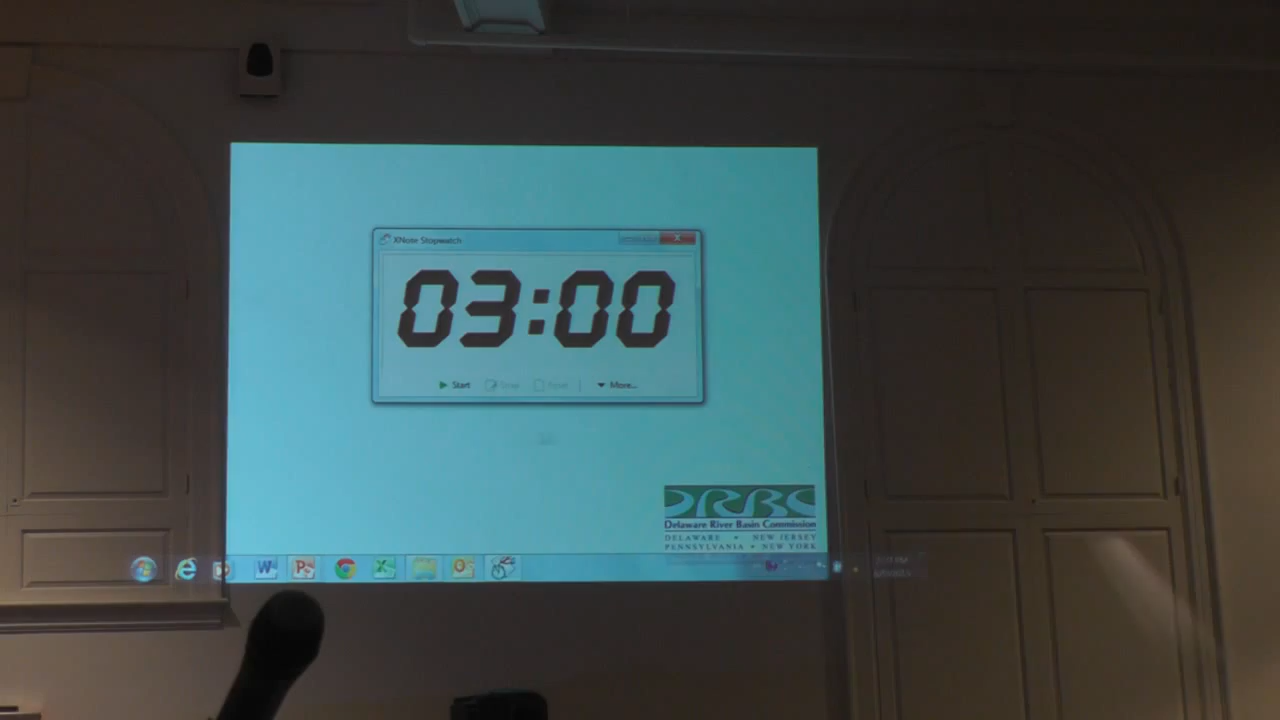 XNote Stopwatch
03:00
Start
More...
DRBC
Delaware River Basin Commission
DELAWARE • NEW JERSEY
PENNSYLVANIA • NEW YORK